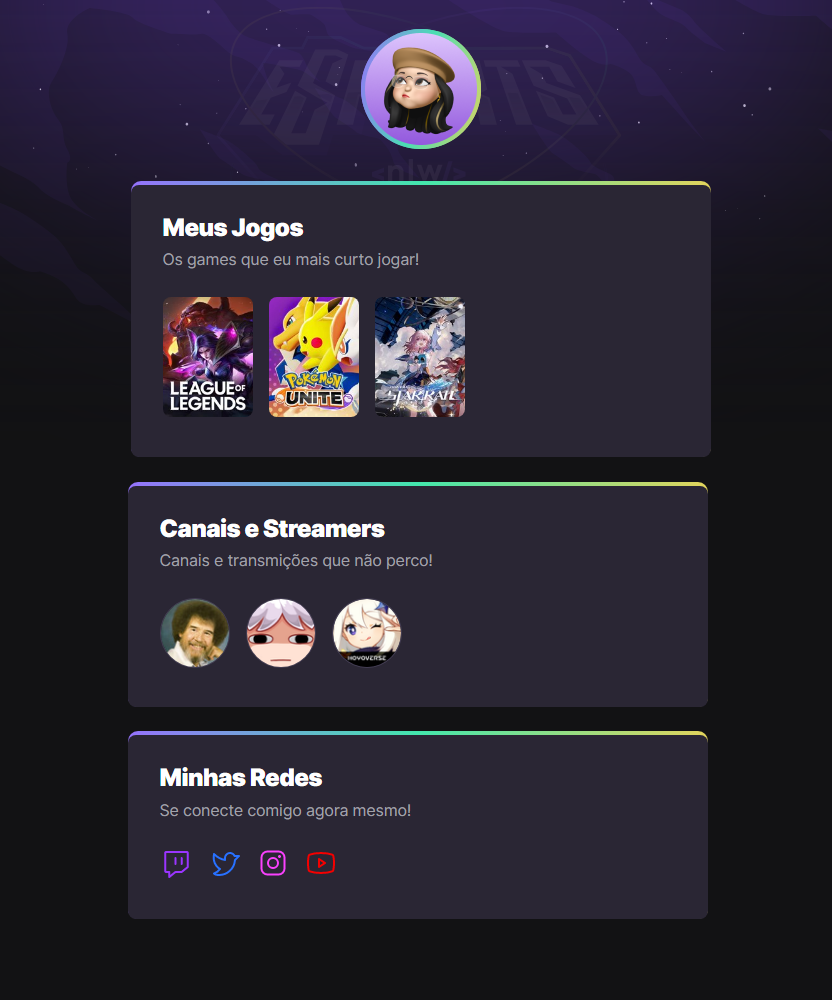 <nlw/>
Meus Jogos
Os games que eu mais curto jogar!
LEAGUE OF
LEGENDS
POKÉMON
UNITE
STAR RAIL
Canais e Streamers
Canais e transmições que não perco!
HOYOVERSE
Minhas Redes
Se conecte comigo agora mesmo!